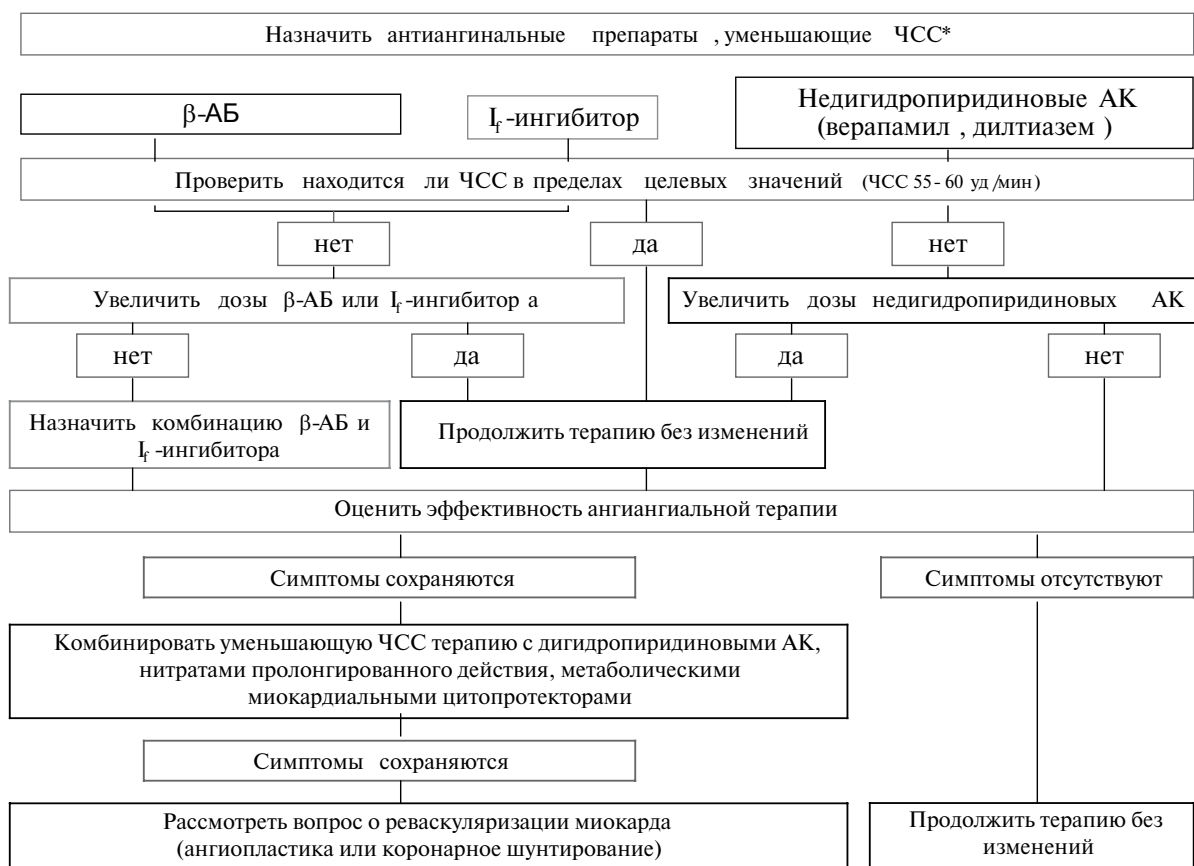 Назначить антиангинальные препараты , уменьшающие ЧСС*
β-АБ
I_f -ингибитор
Недигидропиридиновые АК
(верапамил , дилтиазем )
Проверить находится ли ЧСС в пределах целевых значений (ЧСС 55- 60 уд /мин)
нет
да
нет
Увеличить дозы β-АБ или I_f -ингибитор а
Увеличить дозы недигидропиридиновых АК
нет
да
да
нет
Назначить комбинацию β-АБ и
I_f -ингибитора
Продолжить терапию без изменений
Оценить эффективность ангиангиальной терапии
Симптомы сохраняются
Симптомы отсутствуют
Комбинировать уменьшающую ЧСС терапию с дигидропиридиновыми АК,
нитратами пролонгированного действия, метаболическими
миокардиальными цитопротекторами
Симптомы сохраняются
Рассмотреть вопрос о реваскуляризации миокарда
(ангиопластика или коронарное шунтирование)
Продолжить терапию без
изменений